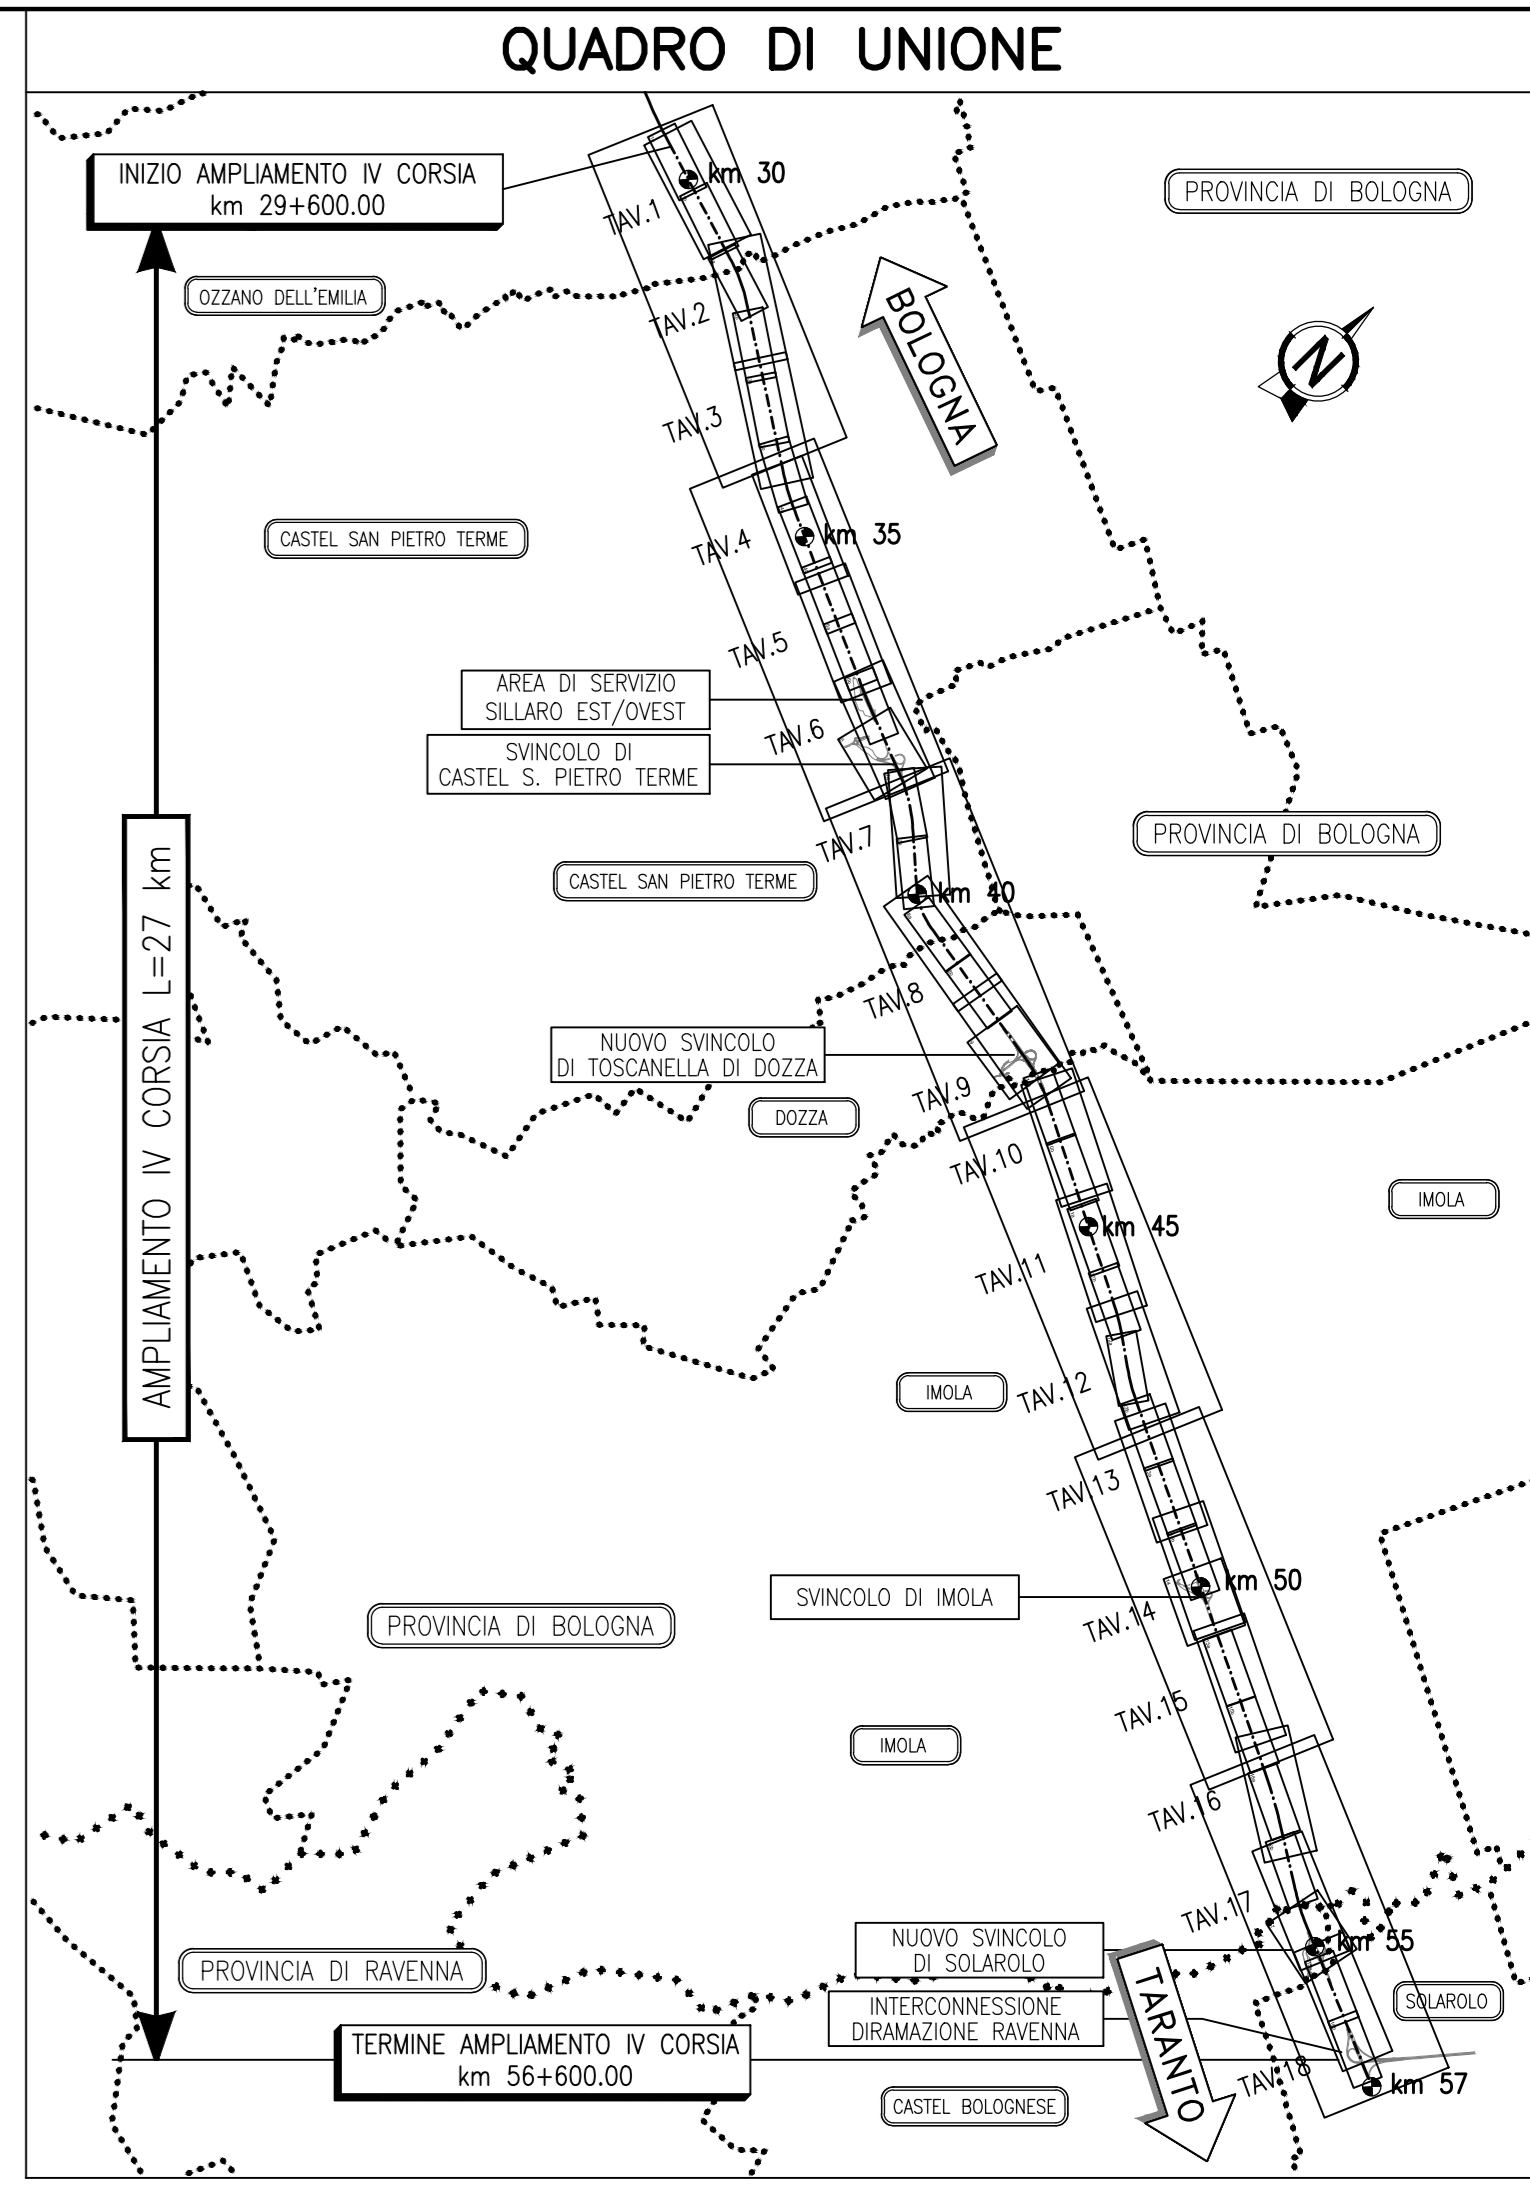 QUADRO DI UNIONE
INIZIO AMPLIAMENTO IV CORSIA
km 29+600.00
km 30
PROVINCIA DI BOLOGNA
TAV.1
OZZANO DELL'EMILIA
TAV.2
BOLOGNA
N
TAV.3
CASTEL SAN PIETRO TERME
TAV.4
km 35
TAV.5
AREA DI SERVIZIO
SILLARO EST/OVEST
TAV.6
SVINCOLO DI
CASTEL S. PIETRO TERME
TAV.7
PROVINCIA DI BOLOGNA
CASTEL SAN PIETRO TERME
km 40
AMPLIAMENTO IV CORSIA L=27 km
TAV.8
NUOVO SVINCOLO
DI TOSCANELLA DI DOZZA
TAV.9
DOZZA
TAV.10
IMOLA
km 45
TAV.11
IMOLA
TAV.12
TAV.13
SVINCOLO DI IMOLA
km 50
TAV.14
PROVINCIA DI BOLOGNA
TAV.15
IMOLA
TAV.16
TAV.17
NUOVO SVINCOLO
DI SOLAROLO
km 55
PROVINCIA DI RAVENNA
SOLAROLO
INTERCONNESSIONE
DIRAMAZIONE RAVENNA
TARANTO
TERMINE AMPLIAMENTO IV CORSIA
km 56+600.00
TAV.18
km 57
CASTEL BOLOGNESE